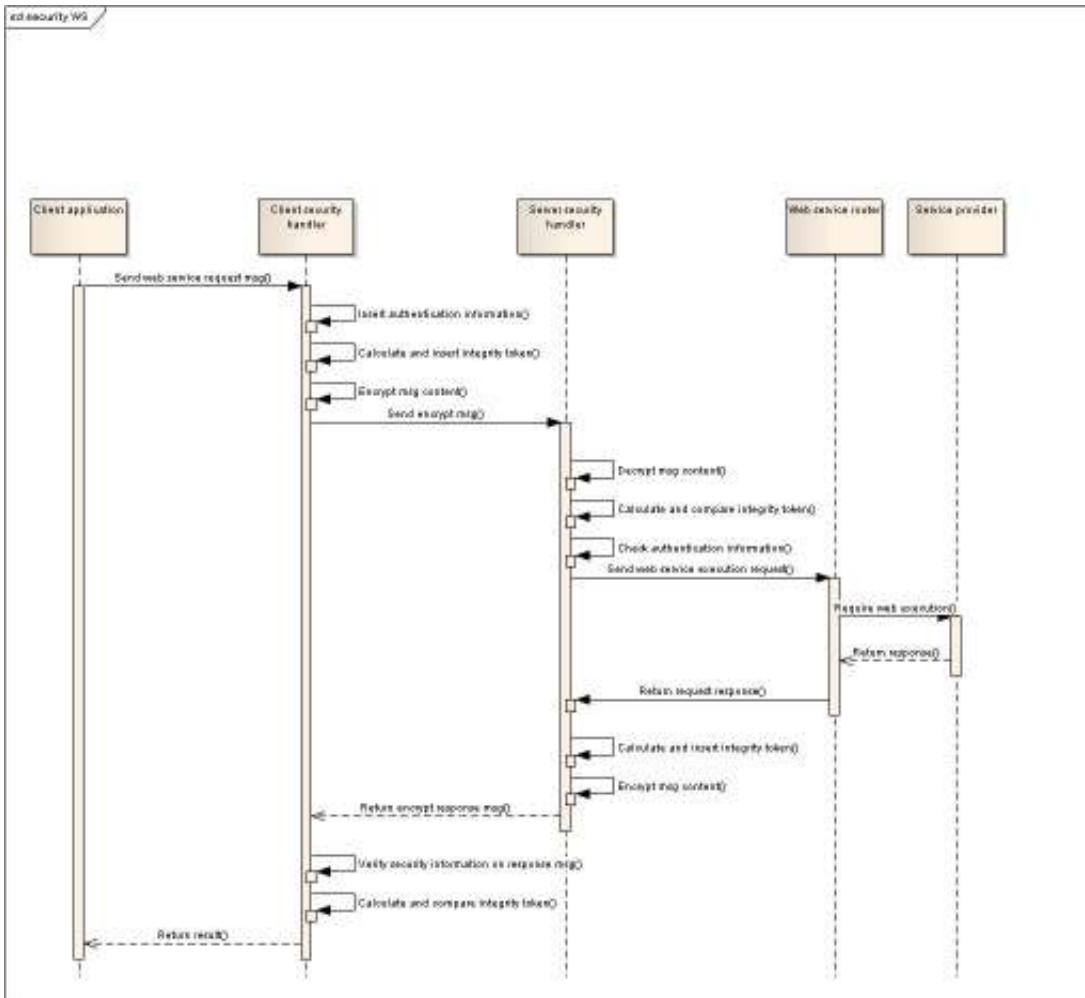 sd security WS
Client application
Client security
handler
Server security
handler
Web service router
Service provider
Send web service request msg()
Insert authentication information()
Calculate and insert integrity token()
Encrypt msg content()
Send encrypt msg()
Decrypt msg content()
Calculate and compare integrity token()
Check authentication information()
Send web service execution request()
Require web execution()
Return response()
Return request response()
Calculate and insert integrity token()
Encrypt msg content()
Return encrypt response msg()
Verify security information on response msg()
Calculate and compare integrity token()
Return result()